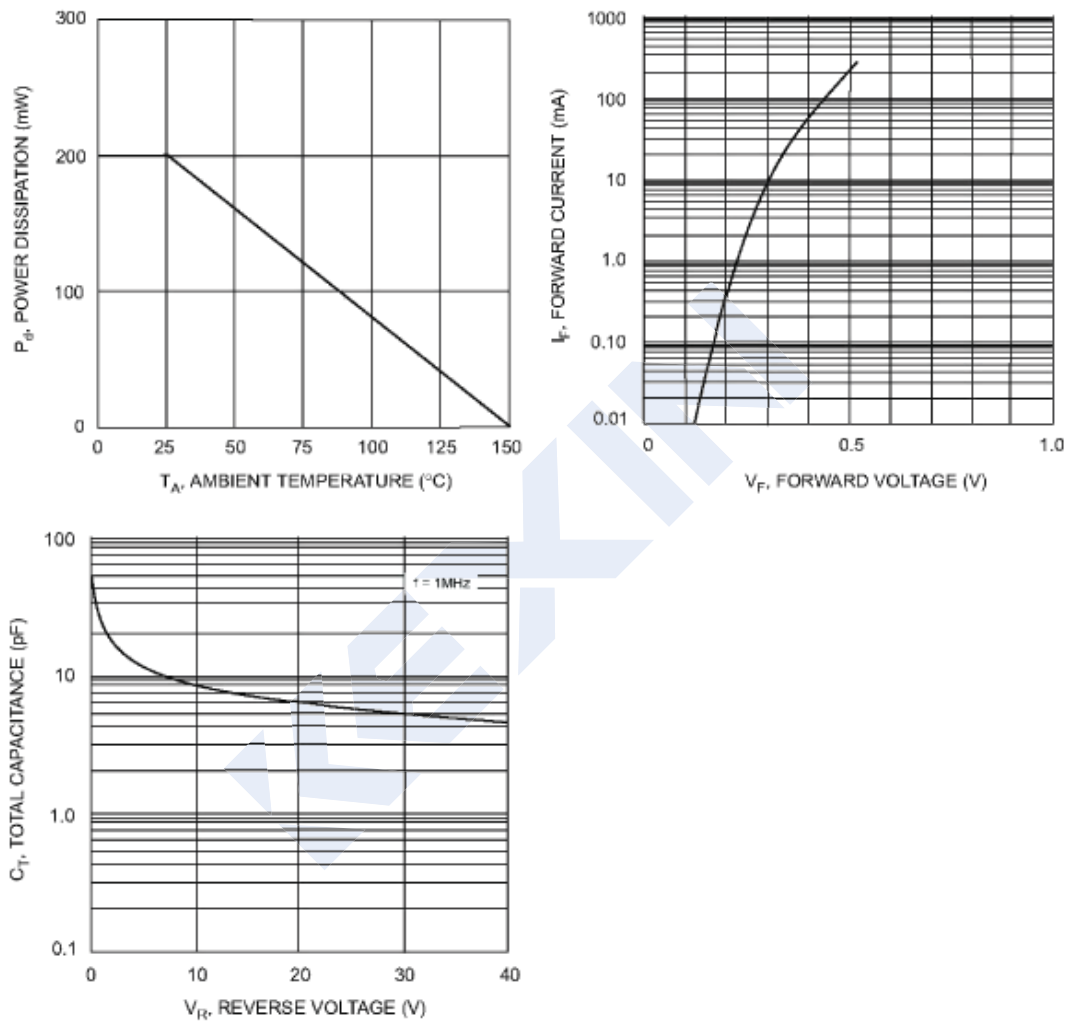 300
200
100
0
0 25 50 75 100 125 150
P_d, POWER DISSIPATION (mW)
T_A, AMBIENT TEMPERATURE (°C)
1000
100
10
1.0
0.10
0.01
0 0.5 1.0
I_F, FORWARD CURRENT (mA)
V_F, FORWARD VOLTAGE (V)
100
10
1.0
0.1
0 10 20 30 40
f = 1MHz
C_T, TOTAL CAPACITANCE (pF)
V_R, REVERSE VOLTAGE (V)
KEXIN